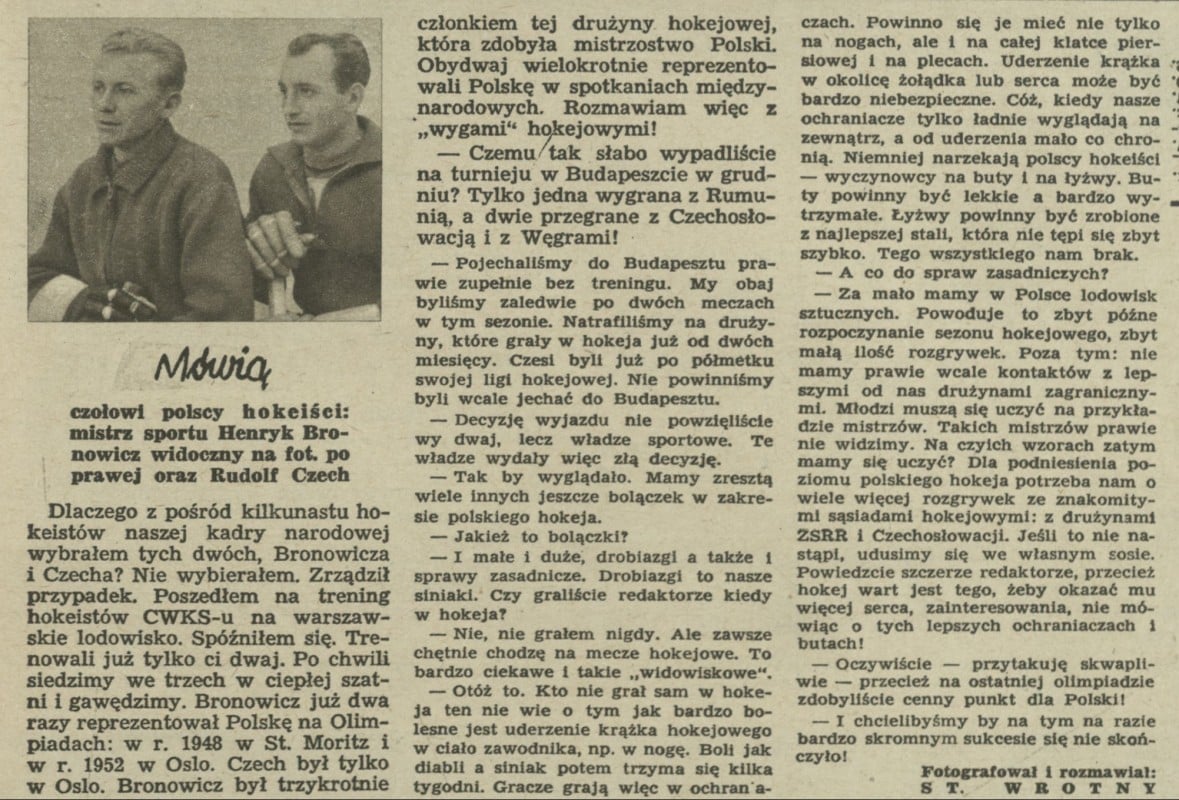 Mówią
czołowi polscy hokeiści:
mistrz sportu Henryk Bro-
nowicz widoczny na fot. po
prawej oraz Rudolf Czech
Dlaczego z pośród kilkunastu ho-
keistów naszej kadry narodowej
wybrałem tych dwóch, Bronowicza
i Czecha? Nie wybierałem. Zrządził
przypadek. Poszedłem na trening
hokeistów CWKS-u na warszaw-
skie lodowisko. Spóźniłem się. Tre-
nowali już tylko ci dwaj. Po chwili
siedzimy we trzech w ciepłej szat-
ni i gawędzimy. Bronowicz już dwa
razy reprezentował Polskę na Olim-
piadach: w r. 1948 w St. Moritz i
w r. 1952 w Oslo. Czech był tylko
w Oslo. Bronowicz był trzykrotnie
członkiem tej drużyny hokejowej,
która zdobyła mistrzostwo Polski.
Obydwaj wielokrotnie reprezento-
wali Polskę w spotkaniach między-
narodowych. Rozmawiam więc z
„wygami“ hokejowymi!
— Czemu tak słabo wypadliście
na turnieju w Budapeszcie w grud-
niu? Tylko jedna wygrana z Rumu-
nią, a dwie przegrane z Czechosło-
wacją i z Węgrami!
— Pojechaliśmy do Budapesztu pra-
wie zupełnie bez treningu. My obaj
byliśmy zaledwie po dwóch meczach
w tym sezonie. Natrafiliśmy na druży-
ny, które grały w hokeja już od dwóch
miesięcy. Czesi byli już po półmetku
swojej ligi hokejowej. Nie powinniśmy
byli wcale jechać do Budapesztu.
— Decyzję wyjazdu nie powzięliście
wy dwaj, lecz władze sportowe. Te
władze wydały więc złą decyzję.
— Tak by wyglądało. Mamy zresztą
wiele innych jeszcze bolączek w zakre-
sie polskiego hokeja.
— Jakież to bolączki?
— I małe i duże, drobiazgi a także i
sprawy zasadnicze. Drobiazgi to nasze
siniaki. Czy graliście redaktorze kiedy
w hokeja?
— Nie, nie grałem nigdy. Ale zawsze
chętnie chodzę na mecze hokejowe. To
bardzo ciekawe i takie „widowiskowe“.
— Otóż to. Kto nie grał sam w hoke-
ja ten nie wie o tym jak bardzo bo-
lesne jest uderzenie krążka hokejowego
w ciało zawodnika, np. w nogę. Boli jak
diabli a siniak potem trzyma się kilka
tygodni. Gracze grają więc w ochran'a-
czach. Powinno się je mieć nie tylko
na nogach, ale i na całej klatce pier-
siowej i na plecach. Uderzenie krążka
w okolicę żołądka lub serca może być
bardzo niebezpieczne. Cóż, kiedy nasze
ochraniacze tylko ładnie wyglądają na
zewnątrz, a od uderzenia mało co chro-
nią. Niemniej narzekają polscy hokeiści
— wyczynowcy na buty i na łyżwy. Bu-
ty powinny być lekkie a bardzo wy-
trzymałe. Łyżwy powinny być zrobione
z najlepszej stali, która nie tępi się zbyt
szybko. Tego wszystkiego nam brak.
— A co do spraw zasadniczych?
— Za mało mamy w Polsce lodowisk
sztucznych. Powoduje to zbyt późne
rozpoczynanie sezonu hokejowego, zbyt
małą ilość rozgrywek. Poza tym: nie
mamy prawie wcale kontaktów z lep-
szymi od nas drużynami zagraniczny-
mi. Młodzi muszą się uczyć na przykła-
dzie mistrzów. Takich mistrzów prawie
nie widzimy. Na czyich wzorach zatym
mamy się uczyć? Dla podniesienia po-
ziomu polskiego hokeja potrzeba nam o
wiele więcej rozgrywek ze znakomity-
mi sąsiadami hokejowymi: z drużynami
ZSRR i Czechosłowacji. Jeśli to nie na-
stąpi, udusimy się we własnym sosie.
Powiedzcie szczerze redaktorze, przecież
hokej wart jest tego, żeby okazać mu
więcej serca, zainteresowania, nie mó-
wiąc o tych lepszych ochraniaczach i
butach!
— Oczywiście — przytakuję skwapli-
wie — przecież na ostatniej olimpiadzie
zdobyliście cenny punkt dla Polski!
— I chcielibyśmy by na tym na razie
bardzo skromnym sukcesie się nie skoń-
czyło!
Fotografował i rozmawiał:
ST. WROTNY